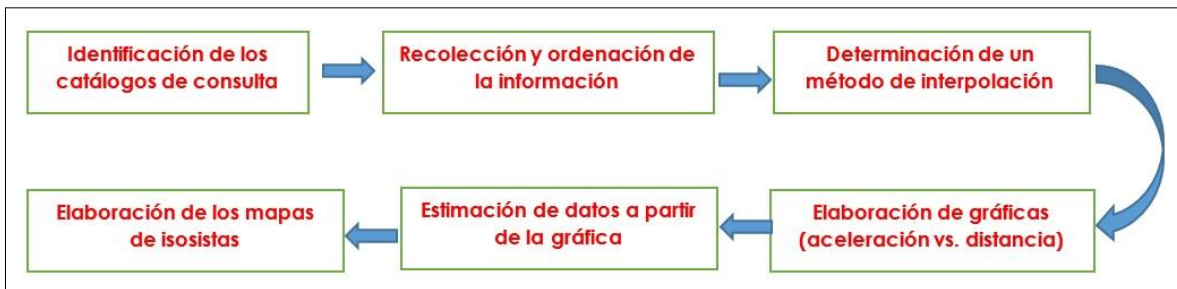 Identificación de los
catálogos de consulta
Recolección y ordenación de
la información
Determinación de un
método de interpolación
Elaboración de gráficas
(aceleración vs. distancia)
Estimación de datos a partir
de la gráfica
Elaboración de los mapas
de isosistas